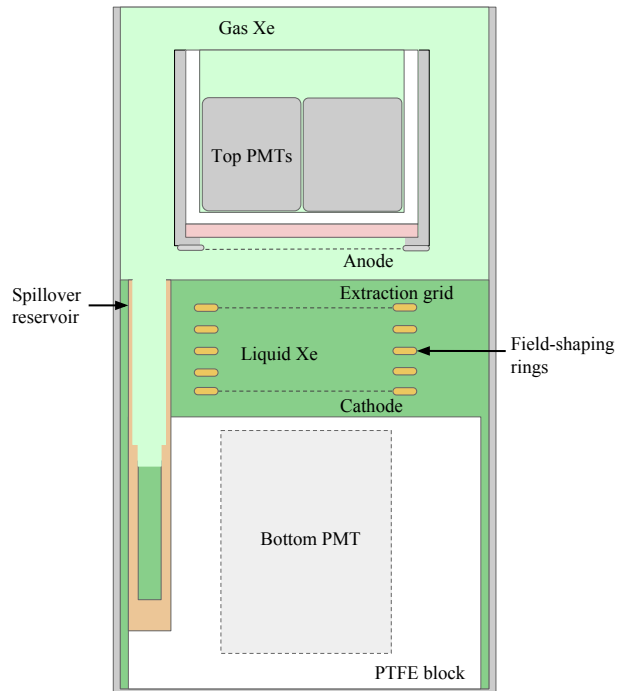 Gas Xe
Top PMTs
Anode
Spillover
reservoir
Extraction grid
Liquid Xe
Field-shaping
rings
Cathode
Bottom PMT
PTFE block